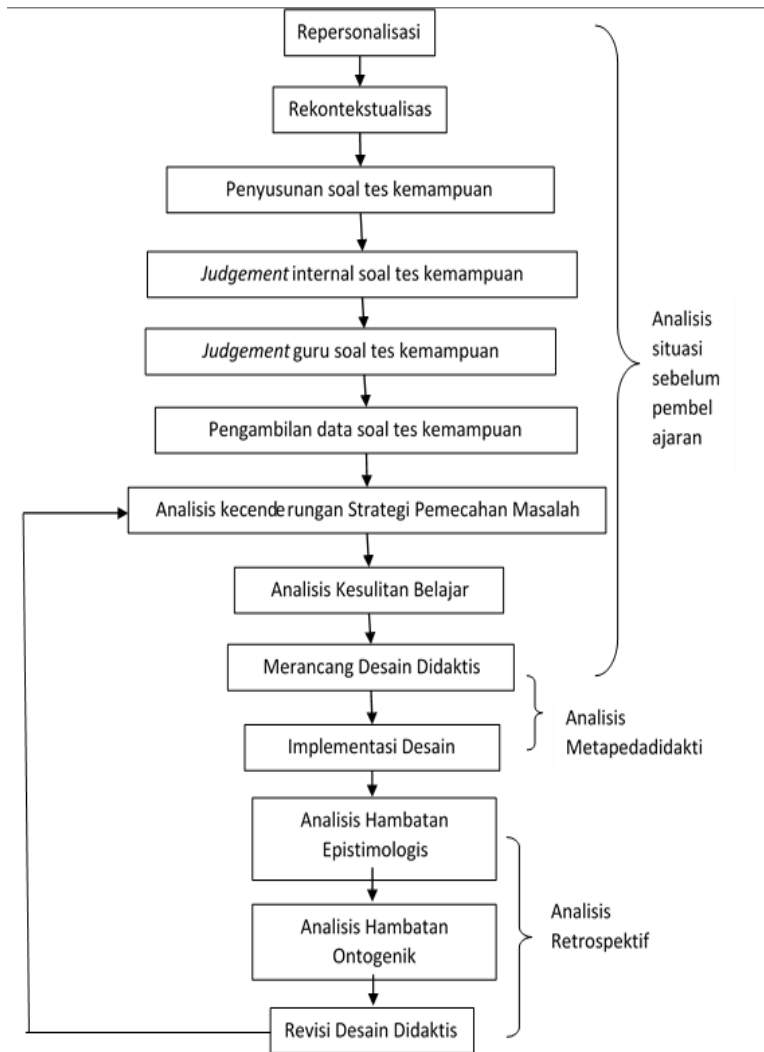 Repersonalisasi
Rekontekstualisas
Penyusunan soal tes kemampuan
Judgement internal soal tes kemampuan
Judgement guru soal tes kemampuan
Pengambilan data soal tes kemampuan
Analisis kecenderungan Strategi Pemecahan Masalah
Analisis Kesulitan Belajar
Merancang Desain Didaktis
Implementasi Desain
Analisis Hambatan
Epistimologis
Analisis Hambatan
Ontogenik
Revisi Desain Didaktis
Analisis
situasi
sebelum
pembel
ajaran
Analisis
Metapedadidakti
Analisis
Retrospektif